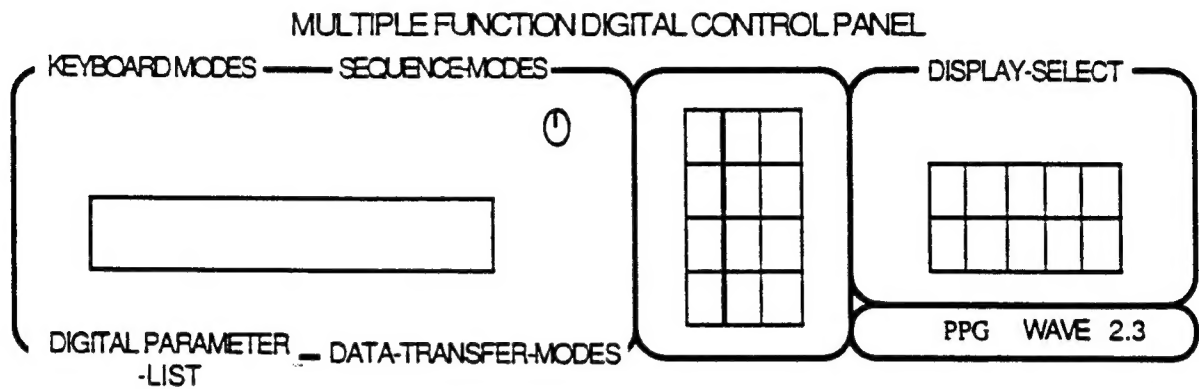 MULTIPLE FUNCTION DIGITAL CONTROL PANEL
KEYBOARD MODES SEQUENCE-MODES
DISPLAY-SELECT
PPG WAVE 2.3
DIGITAL PARAMETER
-LIST
DATA-TRANSFER-MODES